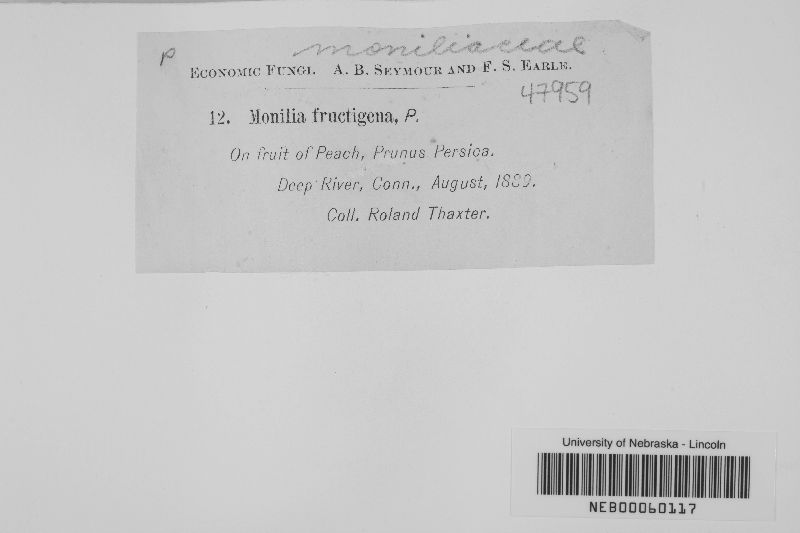 P moniliaceae
Economic Fungi. A. B. Seymour and F. S. Earle.
47959
12. Monilia fructigena, P.
On fruit of Peach, Prunus Persica.
Deep River, Conn., August, 1889.
Coll. Roland Thaxter.
University of Nebraska - Lincoln
NEB00060117